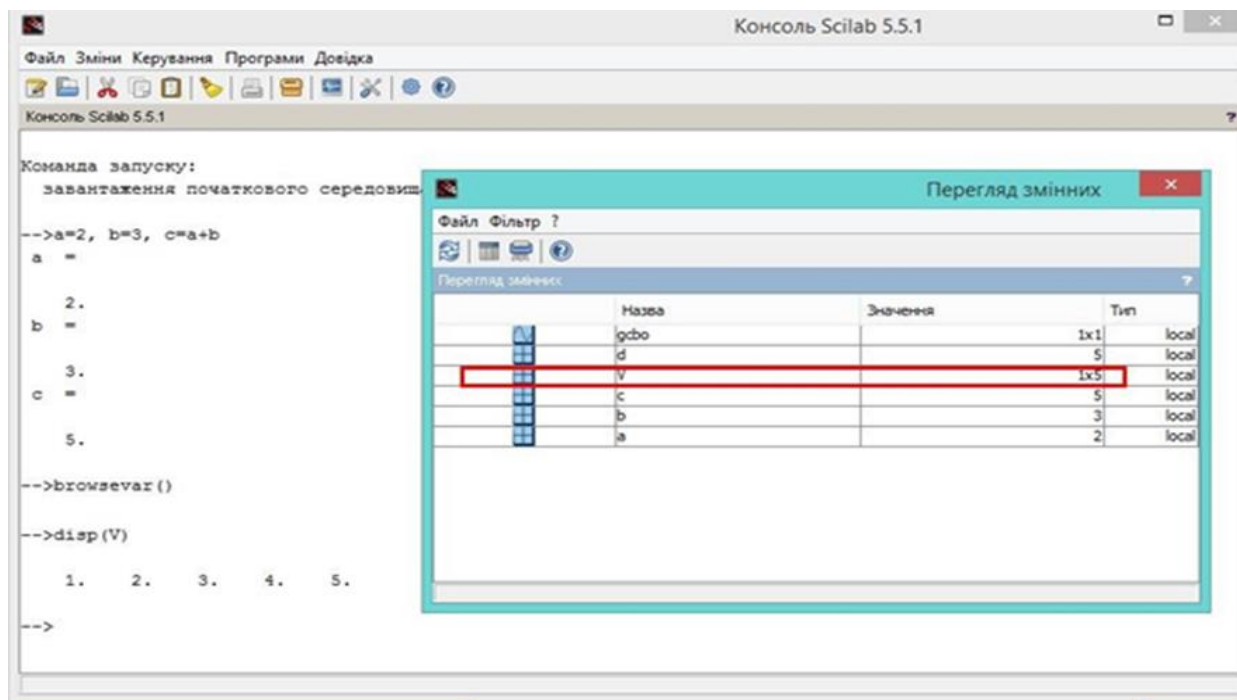 Консоль Scilab 5.5.1
Файл Зміни Керування Програми Довідка
Консоль Scilab 5.5.1 ?
Команда запуску:
завантаження початкового середовищ
-->a=2, b=3, c=a+b
a =
2.
b =
3.
c =
5.
-->browsevar()
-->disp(V)
1. 2. 3. 4. 5.
-->
Перегляд змінних
Файл Фільтр ?
Перегляд змінних ?
Назва Значення Тип
gcbo 1x1 local
d 5 local
V 1x5 local
c 5 local
b 3 local
a 2 local